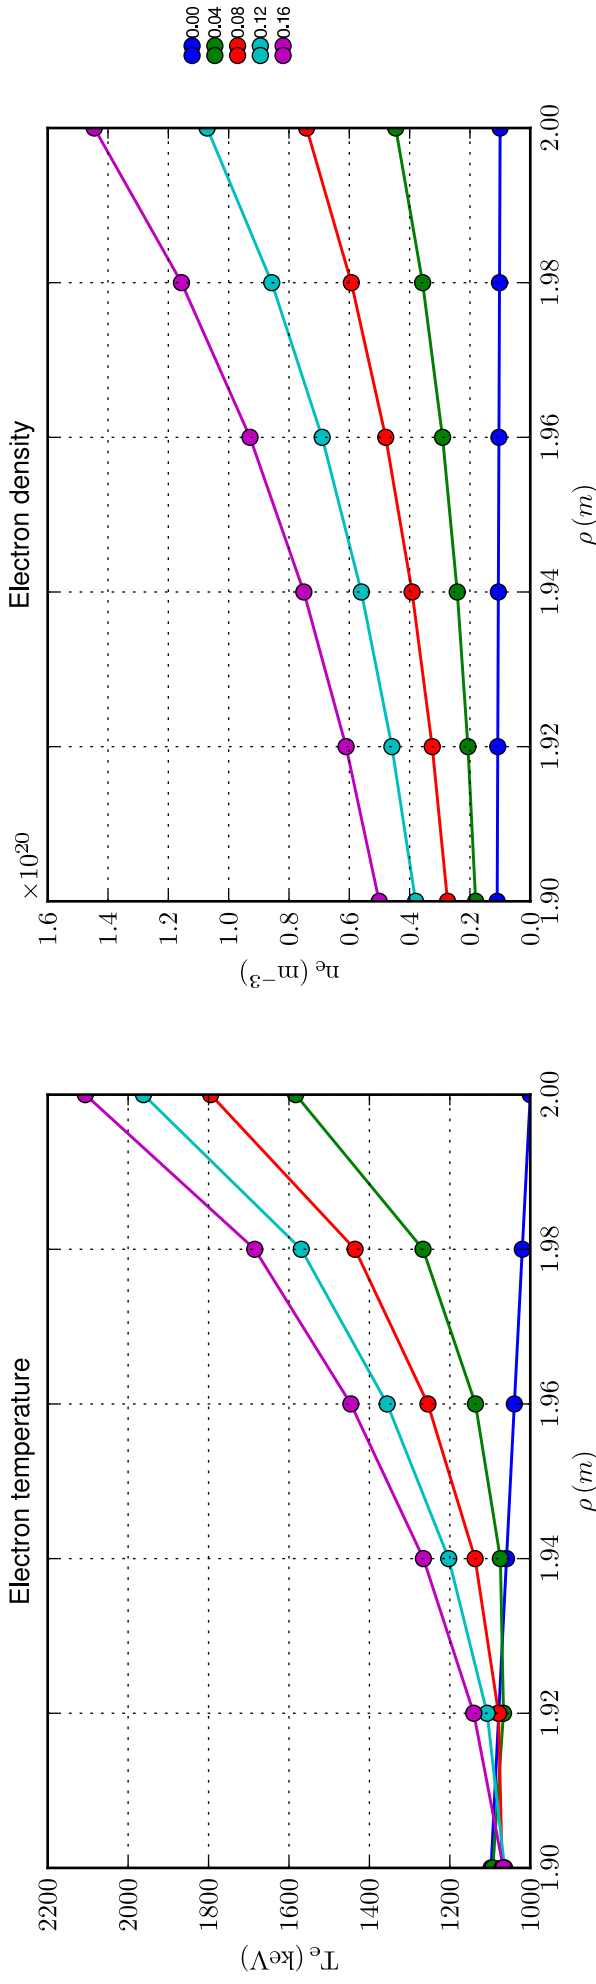 Electron temperature
2200
2000
1800
1600
1400
1200
1000
T_e (keV)
1.90 1.92 1.94 1.96 1.98 2.00
ρ (m)
Electron density
×10^20
1.6
1.4
1.2
1.0
0.8
0.6
0.4
0.2
0.0
n_e (m^−3)
1.90 1.92 1.94 1.96 1.98 2.00
ρ (m)
0.00
0.04
0.08
0.12
0.16